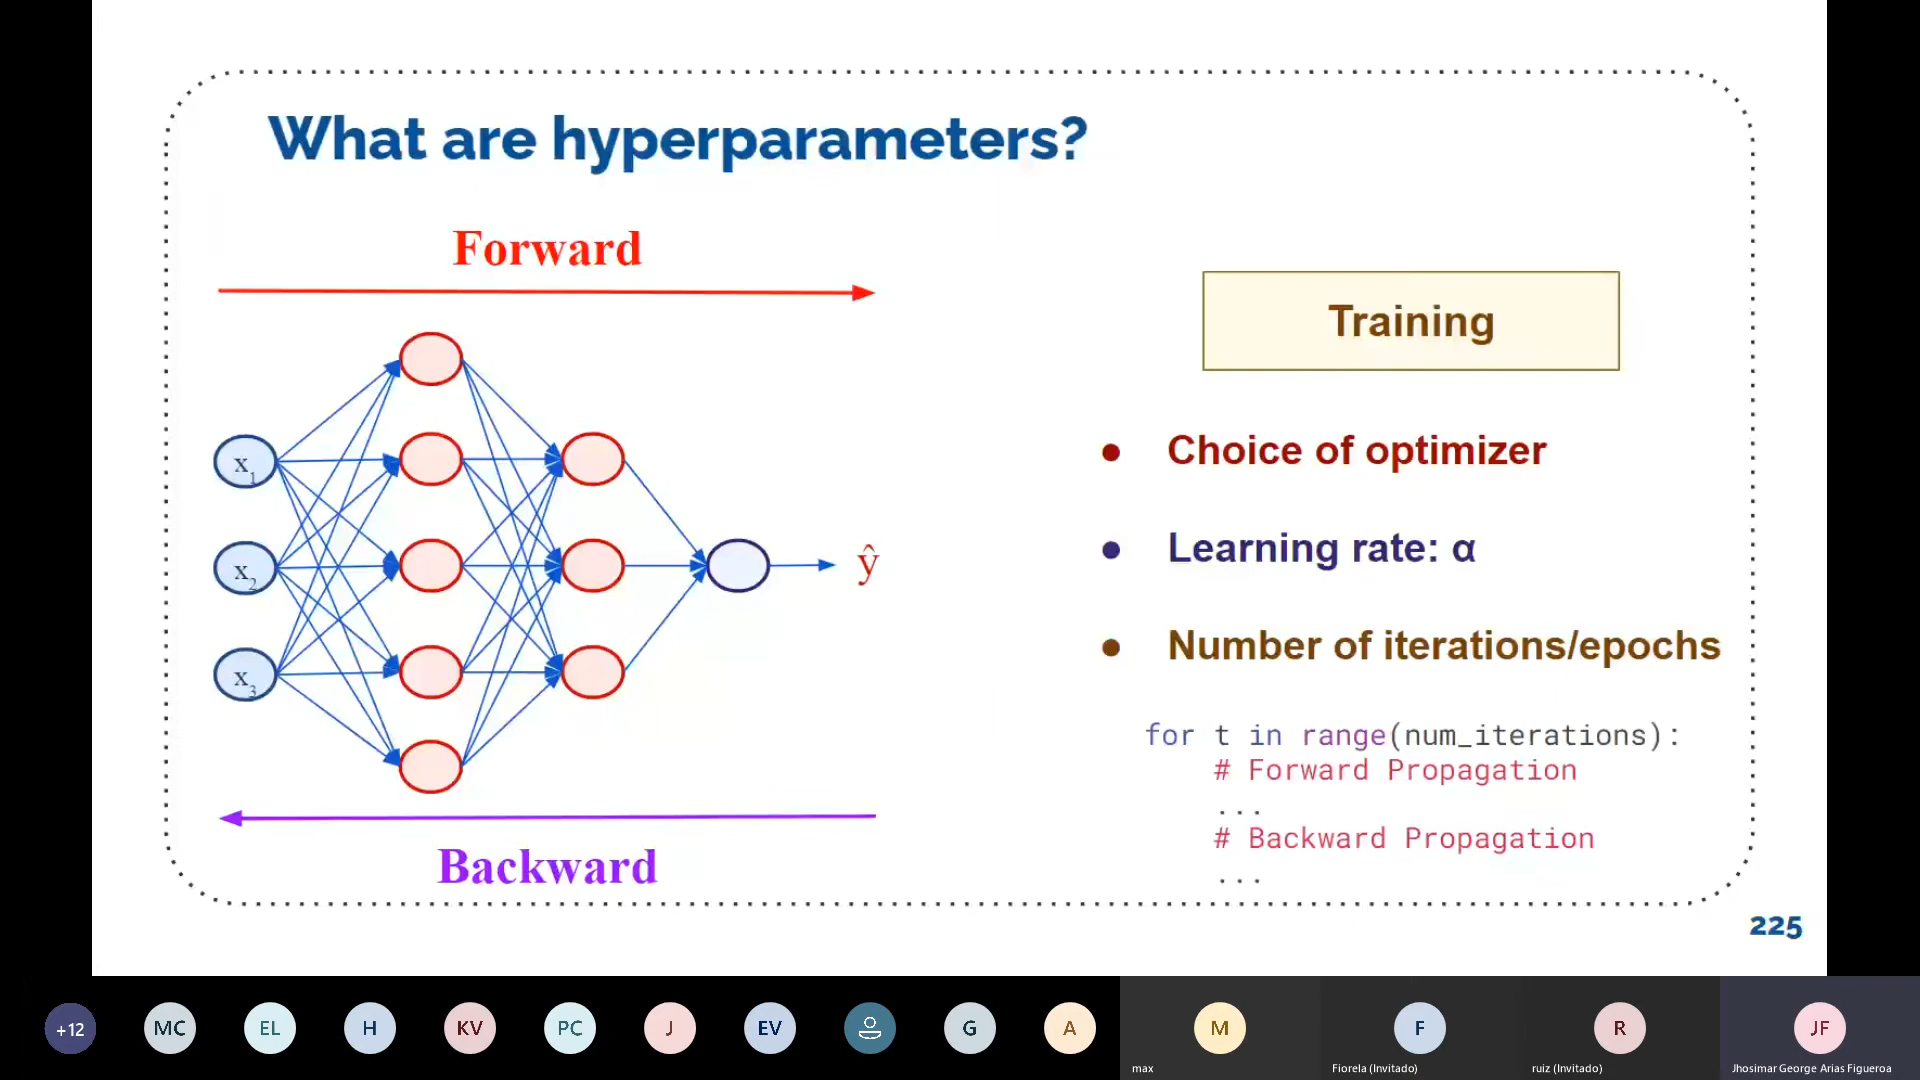 What are hyperparameters?
Forward
Training
x1
x2
x3
ŷ
Backward
● Choice of optimizer
● Learning rate: α
● Number of iterations/epochs
for t in range(num_iterations):
# Forward Propagation
...
# Backward Propagation
...
225
+12
MC
EL
H
KV
PC
J
EV
G
A
M
max
F
Fiorela (Invitado)
R
ruiz (Invitado)
JF
Jhosimar George Arias Figueroa